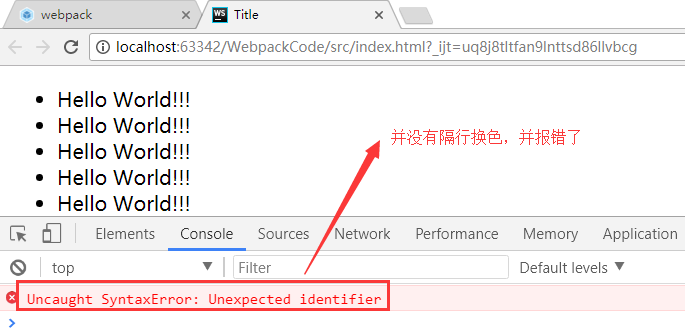 webpack
WS Title
localhost:63342/WebpackCode/src/index.html?_ijt=uq8j8tltfan9lnttsd86llvbcg
Hello World!!!
Hello World!!!
Hello World!!!
Hello World!!!
Hello World!!!
并没有隔行换色，并报错了
Elements Console Sources Network Performance Memory Application
top Filter Default levels
Uncaught SyntaxError: Unexpected identifier